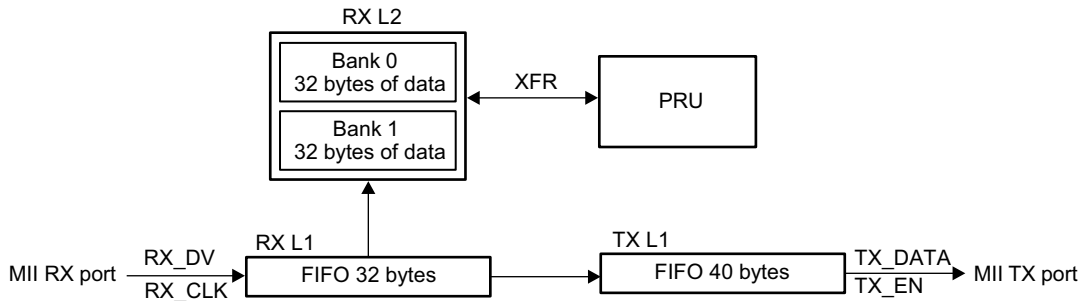 RX L2
Bank 0
32 bytes of data
XFR
PRU
Bank 1
32 bytes of data
RX L1
TX L1
MII RX port
RX_DV
RX_CLK
FIFO 32 bytes
FIFO 40 bytes
TX_DATA
TX_EN
MII TX port